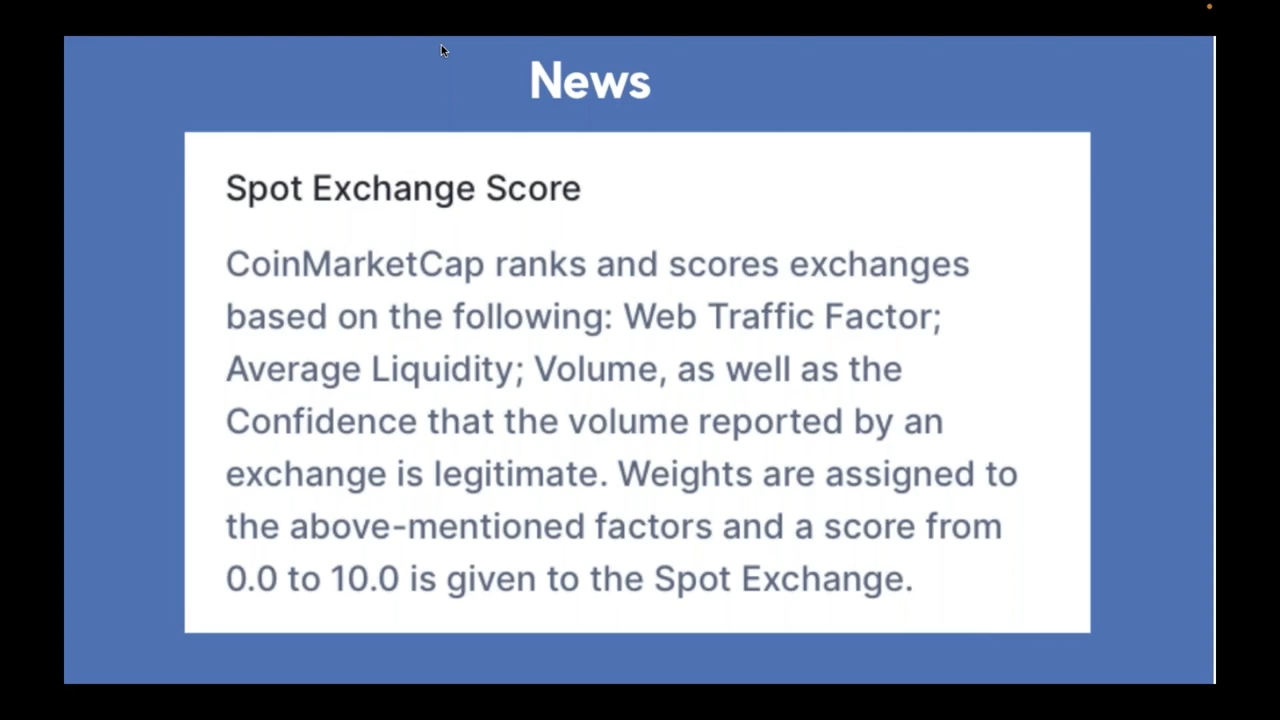 News
Spot Exchange Score
CoinMarketCap ranks and scores exchanges
based on the following: Web Traffic Factor;
Average Liquidity; Volume, as well as the
Confidence that the volume reported by an
exchange is legitimate. Weights are assigned to
the above-mentioned factors and a score from
0.0 to 10.0 is given to the Spot Exchange.